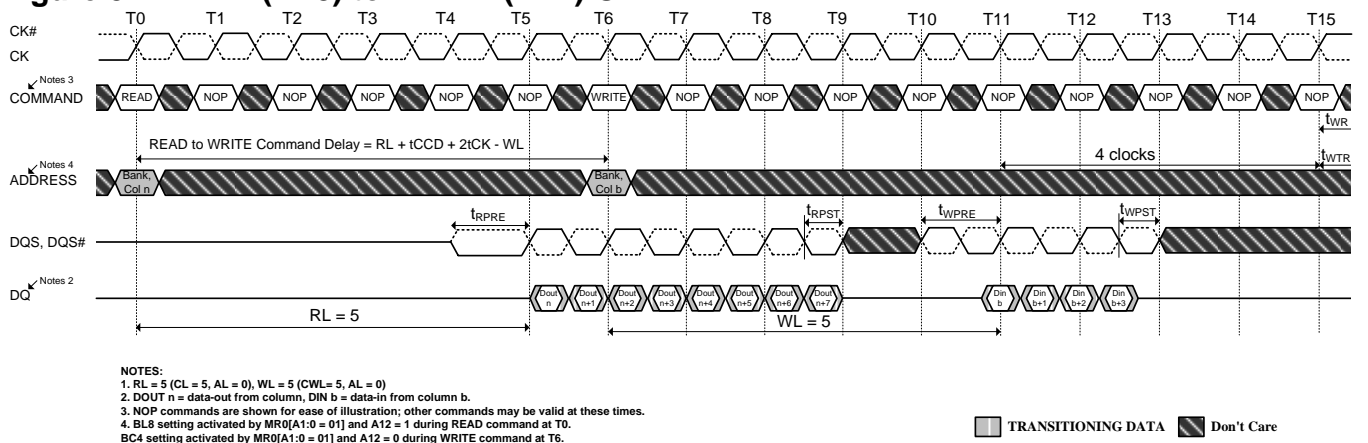 T0 T1 T2 T3 T4 T5 T6 T7 T8 T9 T10 T11 T12 T13 T14 T15
CK#
CK
Notes 3
COMMAND READ NOP NOP NOP NOP NOP WRITE NOP NOP NOP NOP NOP NOP NOP NOP NOP
tWR
READ to WRITE Command Delay = RL + tCCD + 2tCK - WL
4 clocks
tWTR
Notes 4
ADDRESS
Bank, Col n
Bank, Col b
tRPRE tRPST tWPRE tWPST
DQS, DQS#
Notes 2
DQ
Dout n Dout n+1 Dout n+2 Dout n+3 Dout n+4 Dout n+5 Dout n+6 Dout n+7 Din b Din b+1 Din b+2 Din b+3
RL = 5 WL = 5
NOTES:
1. RL = 5 (CL = 5, AL = 0), WL = 5 (CWL= 5, AL = 0)
2. DOUT n = data-out from column, DIN b = data-in from column b.
3. NOP commands are shown for ease of illustration; other commands may be valid at these times.
4. BL8 setting activated by MR0[A1:0 = 01] and A12 = 1 during READ command at T0.
BC4 setting activated by MR0[A1:0 = 01] and A12 = 0 during WRITE command at T6.
TRANSITIONING DATA Don't Care